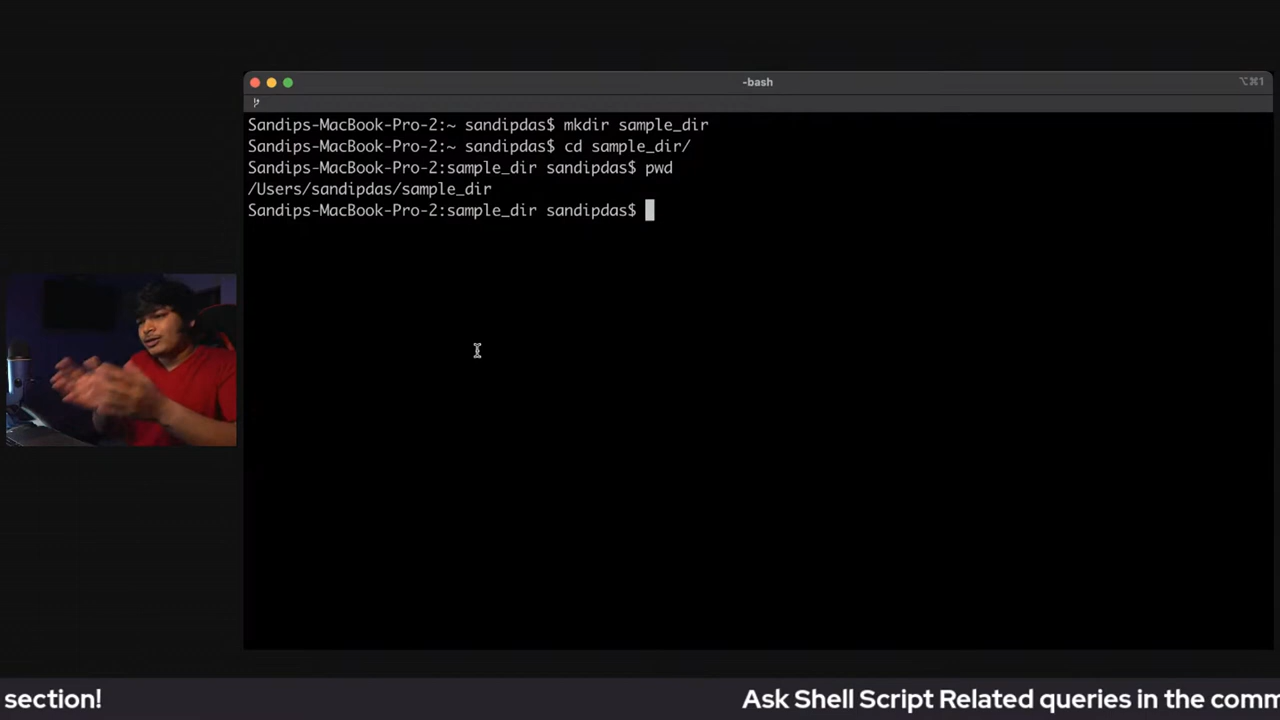 -bash
⌥⌘1
Sandips-MacBook-Pro-2:~ sandipdas$ mkdir sample_dir
Sandips-MacBook-Pro-2:~ sandipdas$ cd sample_dir/
Sandips-MacBook-Pro-2:sample_dir sandipdas$ pwd
/Users/sandipdas/sample_dir
Sandips-MacBook-Pro-2:sample_dir sandipdas$
section! Ask Shell Script Related queries in the comm